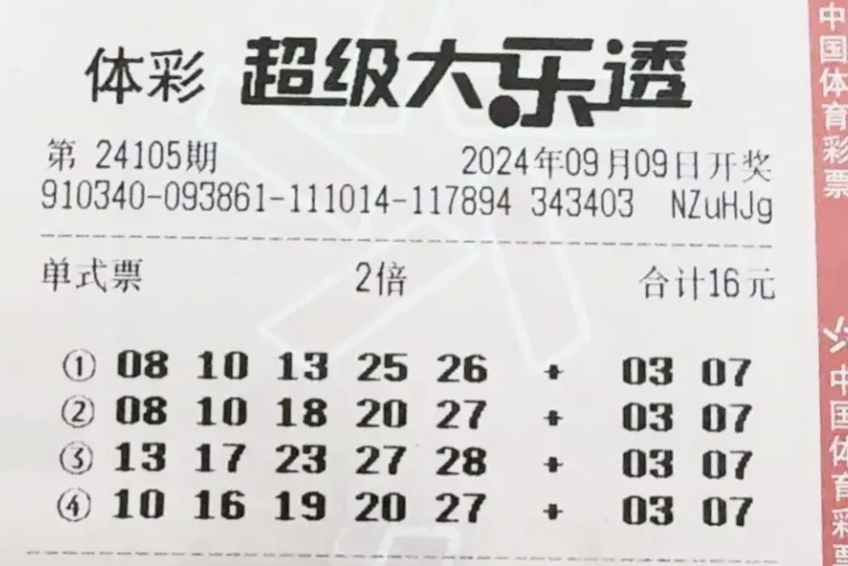 体彩 超级大乐透
第 24105期 2024年09月09日开奖
910340-093861-111014-117894 343403 NZuHJg
单式票 2倍 合计16元
① 08 10 13 25 26 + 03 07
② 08 10 18 20 27 + 03 07
③ 13 17 23 27 28 + 03 07
④ 10 16 19 20 27 + 03 07
中国体育彩票
中国体育彩票